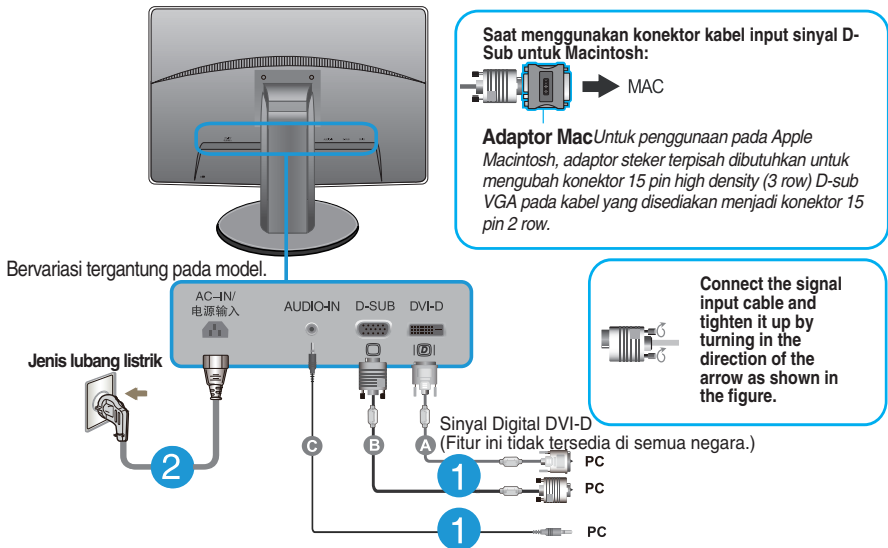 Saat menggunakan konektor kabel input sinyal D-
Sub untuk Macintosh:
MAC
Adaptor Mac Untuk penggunaan pada Apple
Macintosh, adaptor steker terpisah dibutuhkan untuk
mengubah konektor 15 pin high density (3 row) D-sub
VGA pada kabel yang disediakan menjadi konektor 15
pin 2 row.
Bervariasi tergantung pada model.
AC-IN/
电源输入
AUDIO-IN
D-SUB
DVI-D
D
Connect the signal
input cable and
tighten it up by
turning in the
direction of the
arrow as shown in
the figure.
Jenis lubang listrik
Sinyal Digital DVI-D
(Fitur ini tidak tersedia di semua negara.)
C
B
A
2
1
PC
PC
1
PC